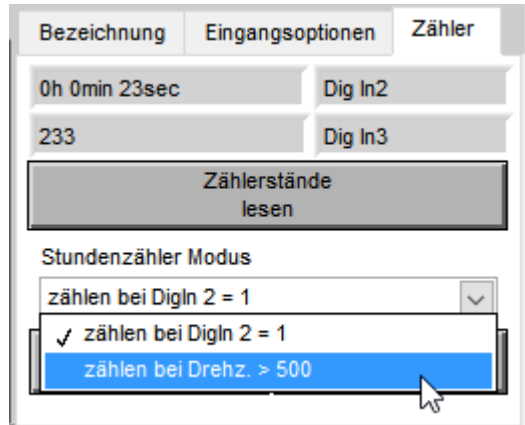 Bezeichnung Eingangsoptionen Zähler
0h 0min 23sec Dig In2
233 Dig In3
Zählerstände
lesen
Stundenzähler Modus
zählen bei DigIn 2 = 1
✓ zählen bei DigIn 2 = 1
zählen bei Drehz. > 500